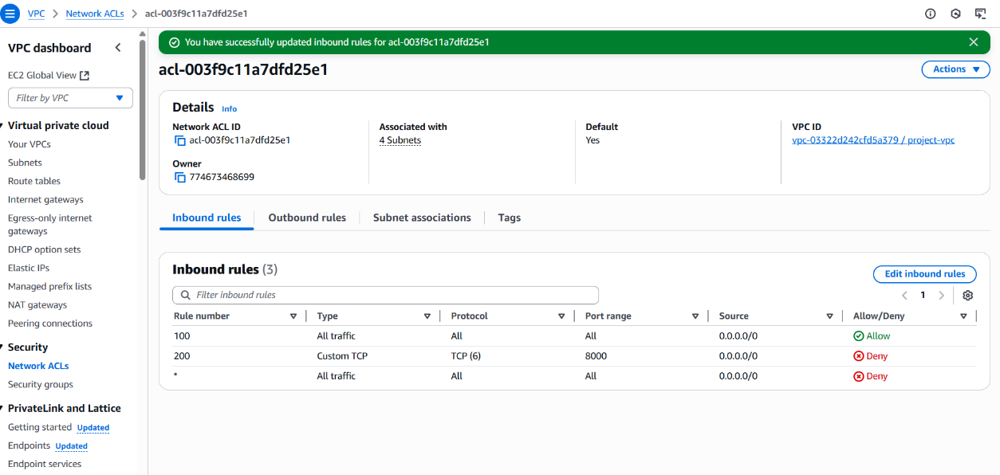 VPC > Network ACLs > acl-003f9c11a7dfd25e1
You have successfully updated inbound rules for acl-003f9c11a7dfd25e1
VPC dashboard
EC2 Global View
Filter by VPC
Virtual private cloud
Your VPCs
Subnets
Route tables
Internet gateways
Egress-only internet
gateways
DHCP option sets
Elastic IPs
Managed prefix lists
NAT gateways
Peering connections
Security
Network ACLs
Security groups
PrivateLink and Lattice
Getting started Updated
Endpoints Updated
Endpoint services
acl-003f9c11a7dfd25e1
Actions
Details Info
Network ACL ID
acl-003f9c11a7dfd25e1
Owner
774673468699
Associated with
4 Subnets
Default
Yes
VPC ID
vpc-03322d242cfd5a379 / project-vpc
Inbound rules Outbound rules Subnet associations Tags
Inbound rules (3)
Edit inbound rules
Filter inbound rules
1
Rule number Type Protocol Port range Source Allow/Deny
100 All traffic All All 0.0.0.0/0 Allow
200 Custom TCP TCP (6) 8000 0.0.0.0/0 Deny
* All traffic All All 0.0.0.0/0 Deny